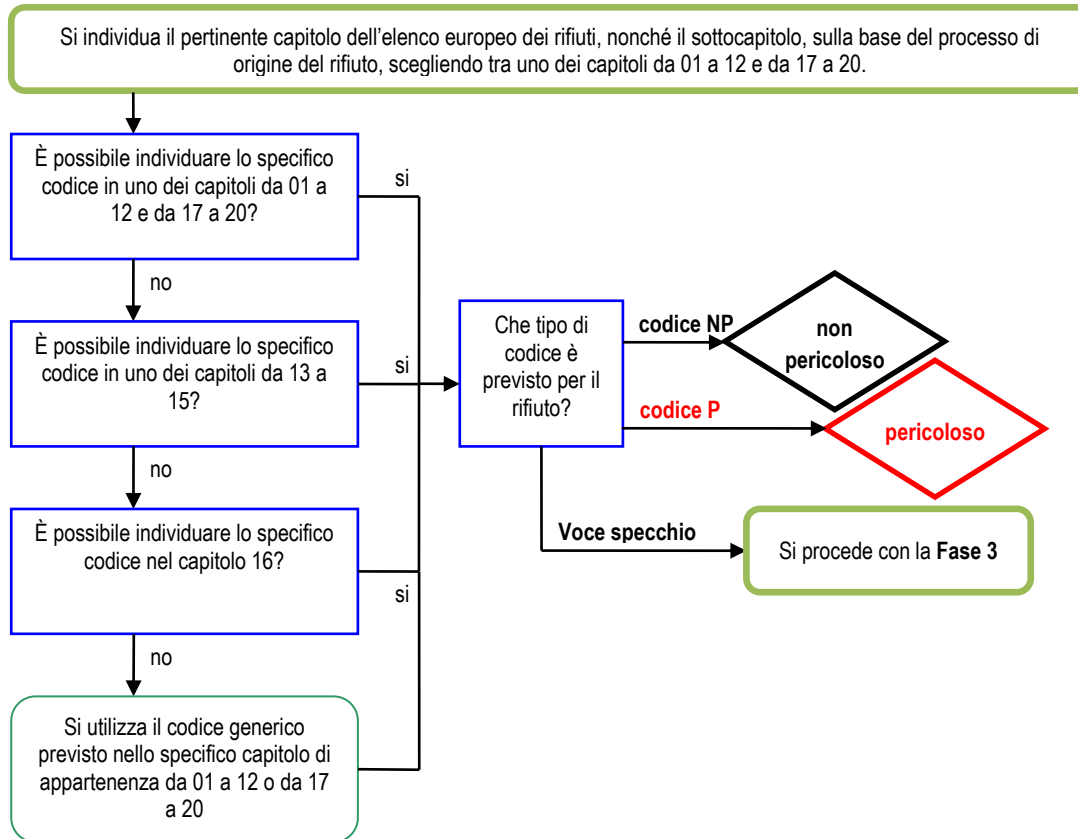 Si individua il pertinente capitolo dell'elenco europeo dei rifiuti, nonché il sottocapitolo, sulla base del processo di
origine del rifiuto, scegliendo tra uno dei capitoli da 01 a 12 e da 17 a 20.
È possibile individuare lo specifico
codice in uno dei capitoli da 01 a
12 e da 17 a 20?
si
no
È possibile individuare lo specifico
codice in uno dei capitoli da 13 a
15?
si
no
È possibile individuare lo specifico
codice nel capitolo 16?
si
no
Si utilizza il codice generico
previsto nello specifico capitolo di
appartenenza da 01 a 12 o da 17
a 20
Che tipo di
codice è
previsto per il
rifiuto?
codice NP
non
pericoloso
codice P
pericoloso
Voce specchio
Si procede con la Fase 3